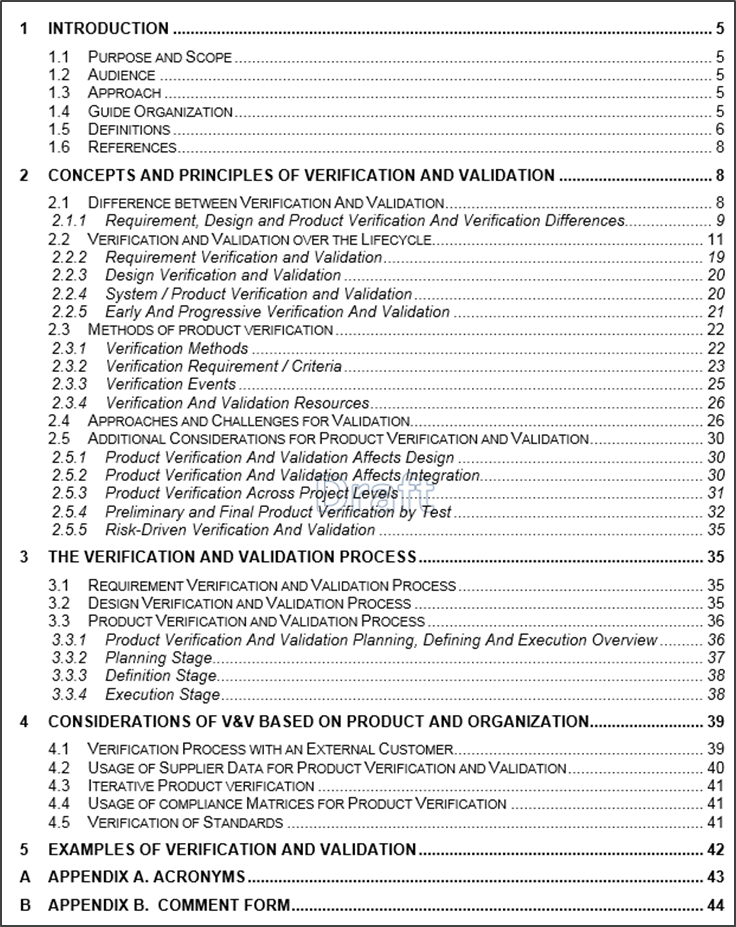 1 INTRODUCTION 5
1.1 PURPOSE AND SCOPE 5
1.2 AUDIENCE 5
1.3 APPROACH 5
1.4 GUIDE ORGANIZATION 5
1.5 DEFINITIONS 6
1.6 REFERENCES 8
2 CONCEPTS AND PRINCIPLES OF VERIFICATION AND VALIDATION 8
2.1 DIFFERENCE BETWEEN VERIFICATION AND VALIDATION 8
2.1.1 Requirement, Design and Product Verification And Verification Differences 9
2.2 VERIFICATION AND VALIDATION OVER THE LIFECYCLE 11
2.2.2 Requirement Verification and Validation 19
2.2.3 Design Verification and Validation 20
2.2.4 System / Product Verification and Validation 20
2.2.5 Early And Progressive Verification And Validation 21
2.3 METHODS OF PRODUCT VERIFICATION 22
2.3.1 Verification Methods 22
2.3.2 Verification Requirement / Criteria 23
2.3.3 Verification Events 25
2.3.4 Verification And Validation Resources 26
2.4 APPROACHES AND CHALLENGES FOR VALIDATION 26
2.5 ADDITIONAL CONSIDERATIONS FOR PRODUCT VERIFICATION AND VALIDATION 30
2.5.1 Product Verification And Validation Affects Design 30
2.5.2 Product Verification And Validation Affects Integration 30
Draft
2.5.3 Product Verification Across Project Levels 31
2.5.4 Preliminary and Final Product Verification by Test 32
2.5.5 Risk-Driven Verification And Validation 35
3 THE VERIFICATION AND VALIDATION PROCESS 35
3.1 REQUIREMENT VERIFICATION AND VALIDATION PROCESS 35
3.2 DESIGN VERIFICATION AND VALIDATION PROCESS 35
3.3 PRODUCT VERIFICATION AND VALIDATION PROCESS 36
3.3.1 Product Verification And Validation Planning, Defining And Execution Overview 36
3.3.2 Planning Stage 37
3.3.3 Definition Stage 38
3.3.4 Execution Stage 38
4 CONSIDERATIONS OF V&V BASED ON PRODUCT AND ORGANIZATION 39
4.1 VERIFICATION PROCESS WITH AN EXTERNAL CUSTOMER 39
4.2 USAGE OF SUPPLIER DATA FOR PRODUCT VERIFICATION AND VALIDATION 40
4.3 ITERATIVE PRODUCT VERIFICATION 41
4.4 USAGE OF COMPLIANCE MATRICES FOR PRODUCT VERIFICATION 41
4.5 VERIFICATION OF STANDARDS 41
5 EXAMPLES OF VERIFICATION AND VALIDATION 42
A APPENDIX A. ACRONYMS 43
B APPENDIX B. COMMENT FORM 44